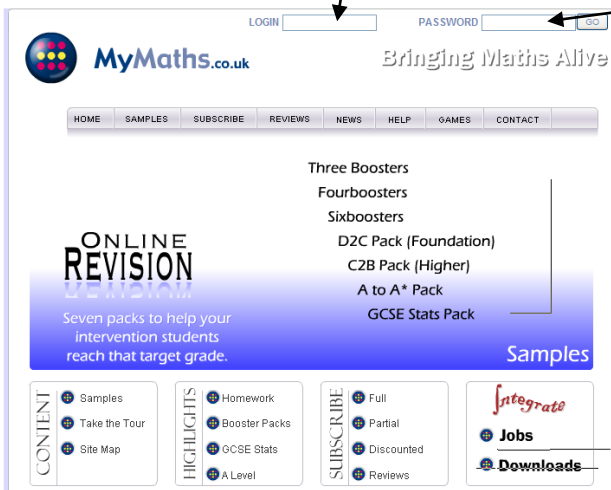 LOGIN PASSWORD GO
MyMaths.co.uk Bringing Maths Alive
HOME SAMPLES SUBSCRIBE REVIEWS NEWS HELP GAMES CONTACT
Three Boosters
Fourboosters
Sixboosters
D2C Pack (Foundation)
C2B Pack (Higher)
A to A* Pack
GCSE Stats Pack
ONLINE
REVISION
Seven packs to help your
intervention students
reach that target grade.
Samples
CONTENT
Samples
Take the Tour
Site Map
HIGHLIGHTS
Homework
Booster Packs
GCSE Stats
A Level
SUBSCRIBE
Full
Partial
Discounted
Reviews
Integrate
Jobs
Downloads